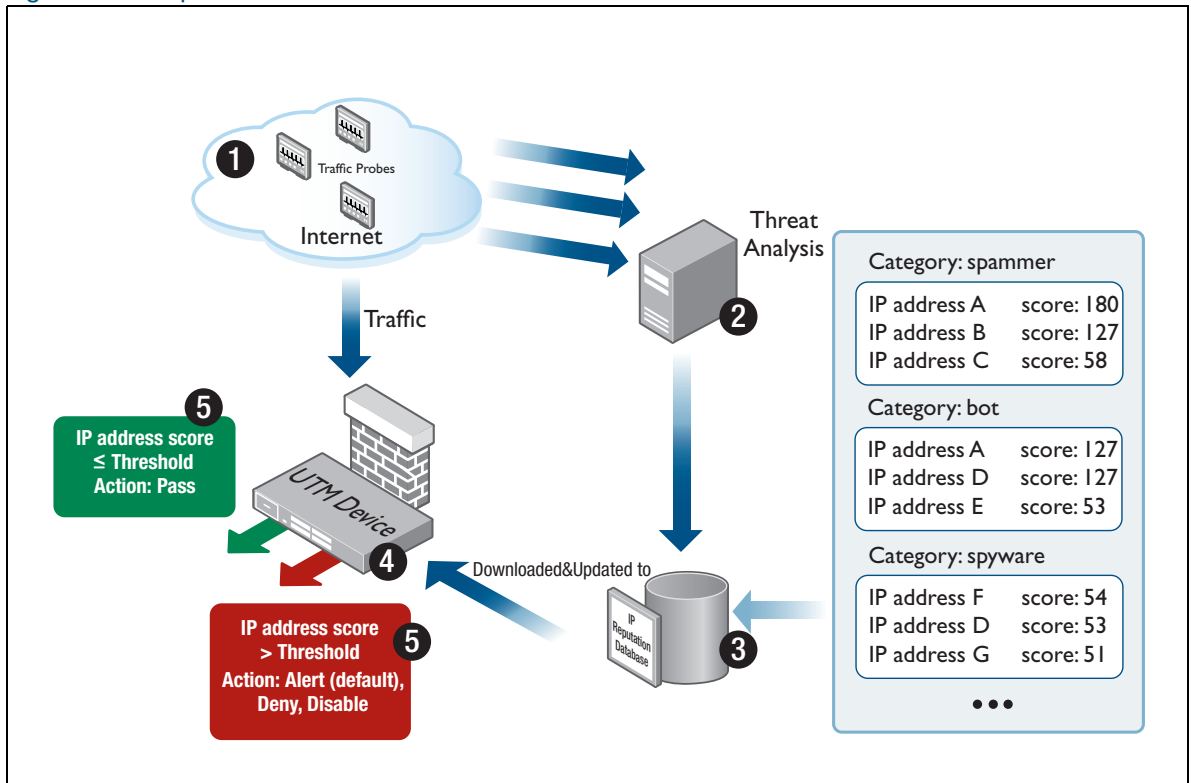 1
Traffic Probes
Internet
Threat
Analysis
2
Traffic
Category: spammer
IP address A score: 180
IP address B score: 127
IP address C score: 58
Category: bot
IP address A score: 127
IP address D score: 127
IP address E score: 53
Category: spyware
IP address F score: 54
IP address D score: 53
IP address G score: 51
•••
5
IP address score
≤ Threshold
Action: Pass
UTM Device
4
Downloaded&Updated to
IP
Reputation
Database
3
5
IP address score
> Threshold
Action: Alert (default),
Deny, Disable